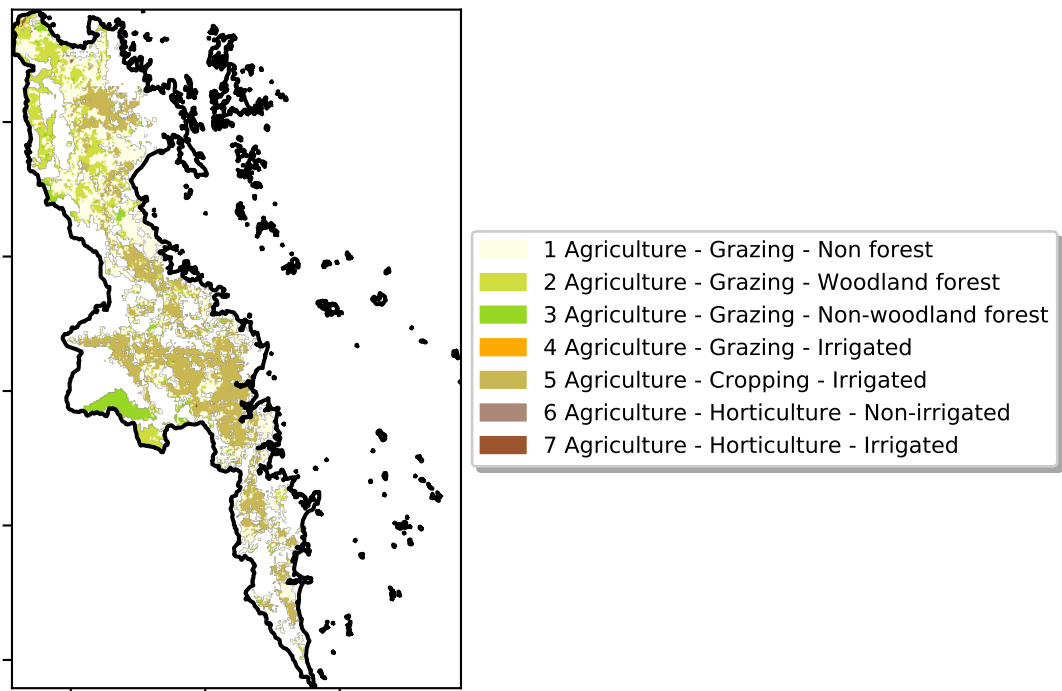 1 Agriculture - Grazing - Non forest
2 Agriculture - Grazing - Woodland forest
3 Agriculture - Grazing - Non-woodland forest
4 Agriculture - Grazing - Irrigated
5 Agriculture - Cropping - Irrigated
6 Agriculture - Horticulture - Non-irrigated
7 Agriculture - Horticulture - Irrigated